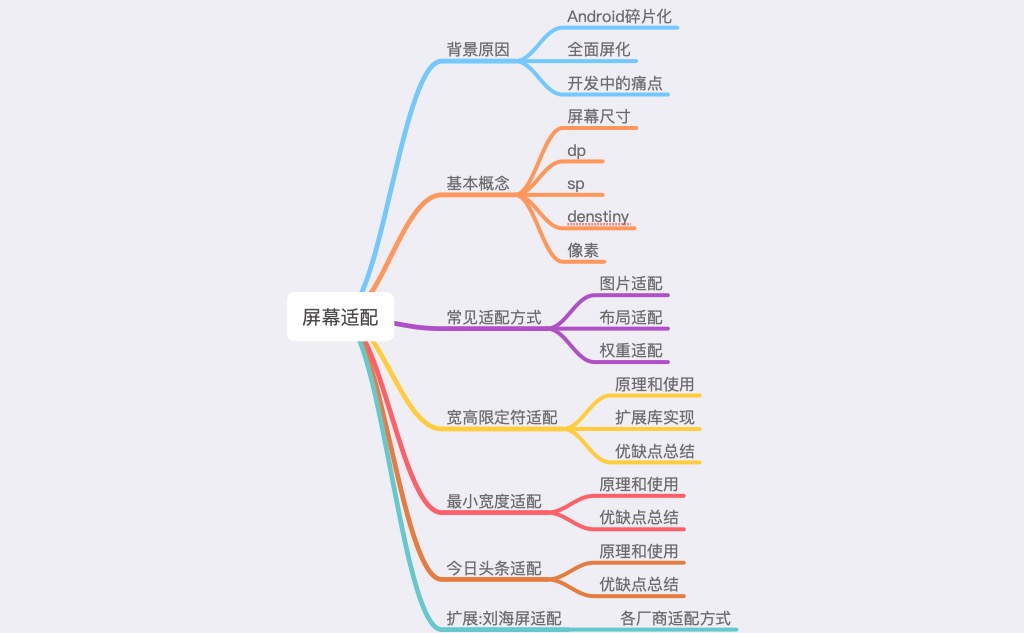 屏幕适配
背景原因
Android碎片化
全面屏化
开发中的痛点
基本概念
屏幕尺寸
dp
sp
denstiny
像素
常见适配方式
图片适配
布局适配
权重适配
宽高限定符适配
原理和使用
扩展库实现
优缺点总结
最小宽度适配
原理和使用
优缺点总结
今日头条适配
原理和使用
优缺点总结
扩展:刘海屏适配
各厂商适配方式